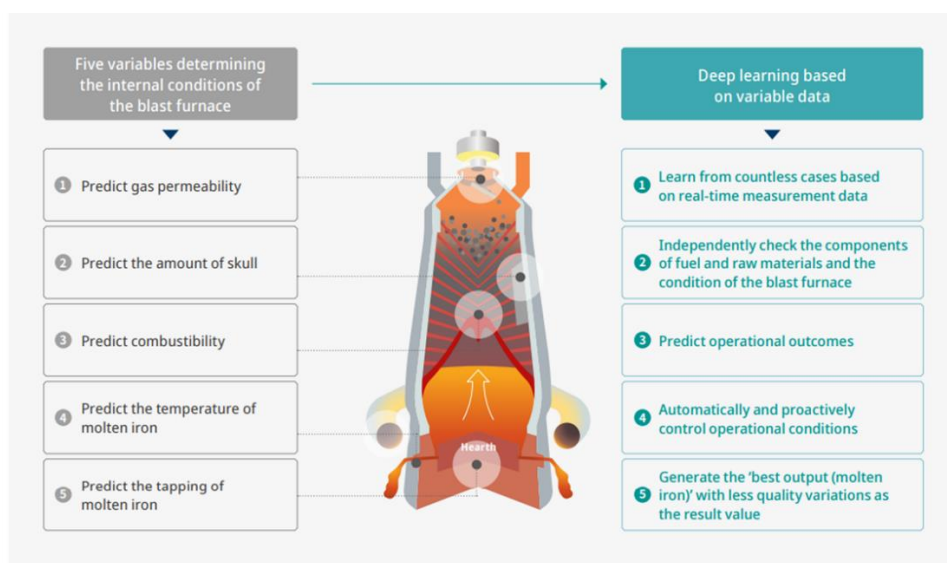 Five variables determining
the internal conditions of
the blast furnace
1 Predict gas permeability
2 Predict the amount of skull
3 Predict combustibility
4 Predict the temperature of
molten iron
5 Predict the tapping of
molten iron
Hearth
Deep learning based
on variable data
1 Learn from countless cases based
on real-time measurement data
2 Independently check the components
of fuel and raw materials and the
condition of the blast furnace
3 Predict operational outcomes
4 Automatically and proactively
control operational conditions
5 Generate the ‘best output (molten
iron)’ with less quality variations as
the result value